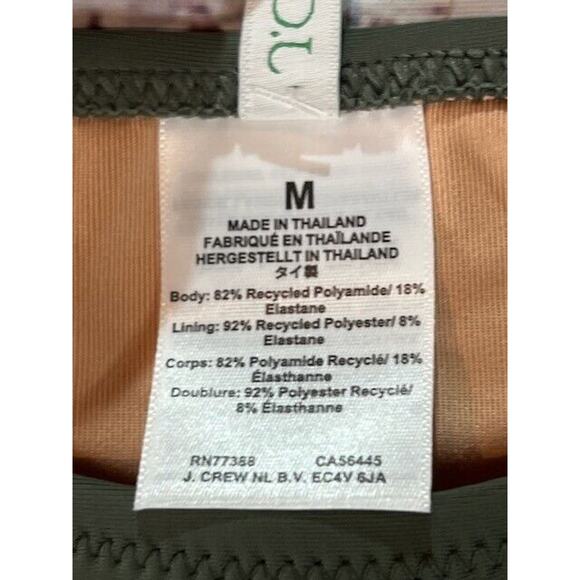 M
MADE IN THAILAND
FABRIQUÉ EN THAÏLANDE
HERGESTELLT IN THAILAND
タイ製
Body: 82% Recycled Polyamide/ 18%
Elastane
Lining: 92% Recycled Polyester/ 8%
Elastane
Corps: 82% Polyamide Recyclé/ 18%
Élasthanne
Doublure: 92% Polyester Recyclé/
8% Élasthanne
RN77388 CA56445
J. CREW NL B.V. EC4V 6JA